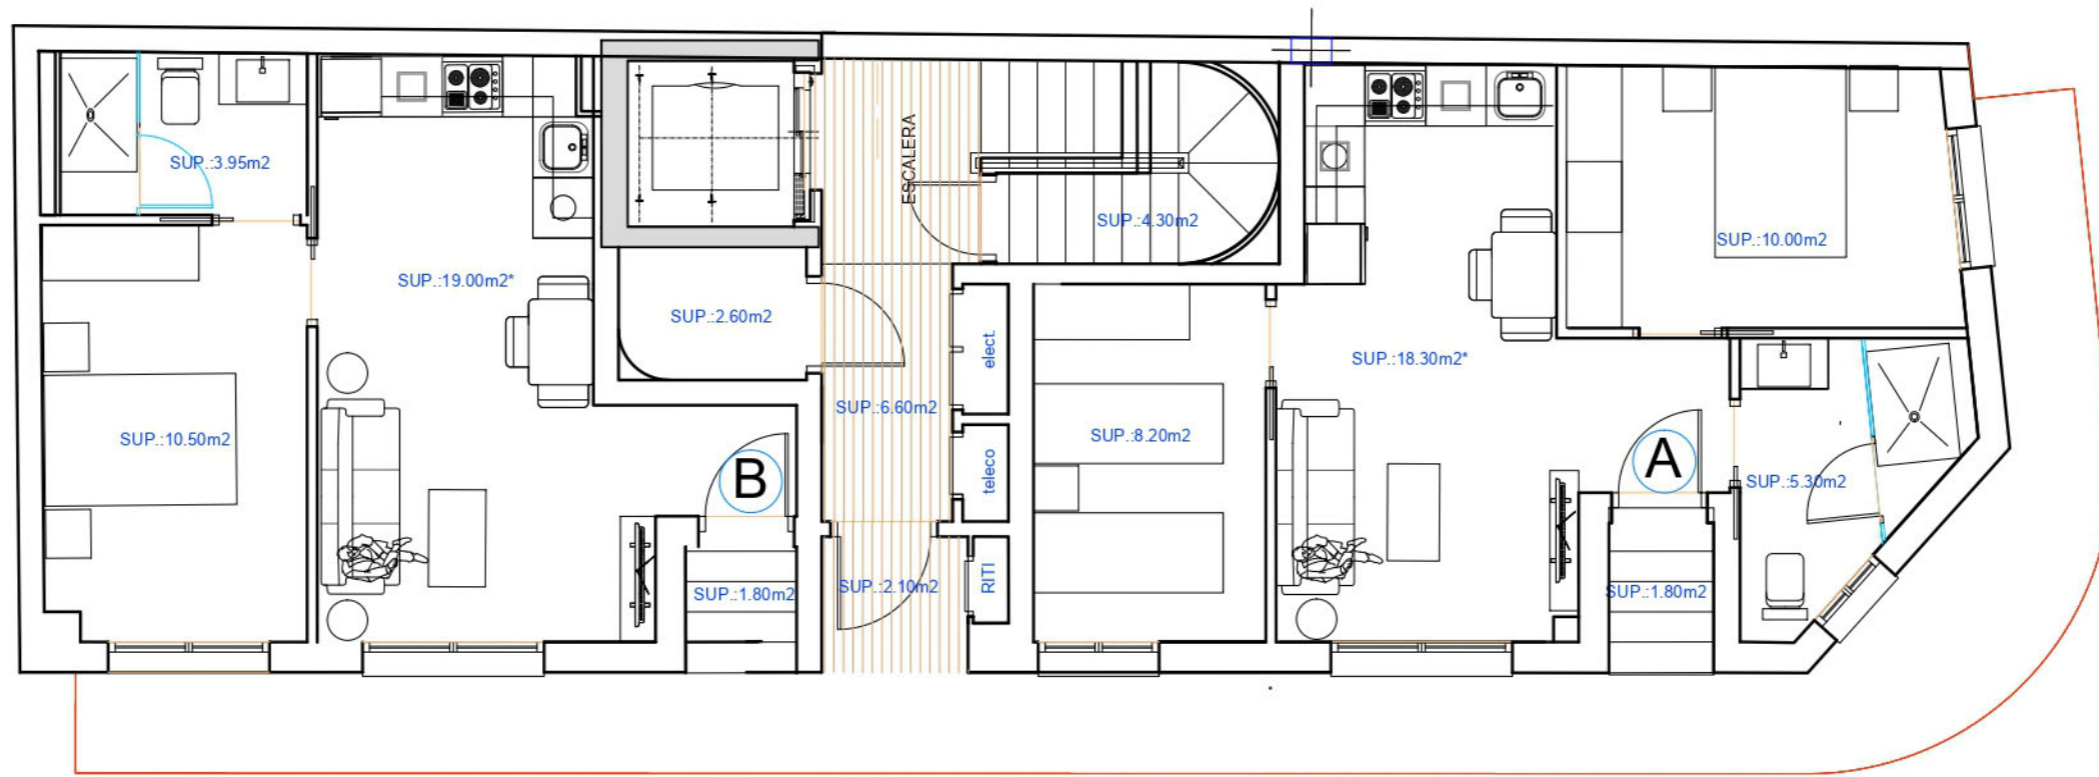 SUP.:3.95m2
ESCALERA
SUP.:4.30m2
SUP.:10.00m2
SUP.:19.00m2*
SUP.:2.60m2
elect.
SUP.:18.30m2*
SUP.:6.60m2
SUP.:10.50m2
SUP.:8.20m2
B
A
teleco
SUP.:5.30m2
SUP.:1.80m2
SUP.:2.10m2
RITI
SUP.:1.80m2